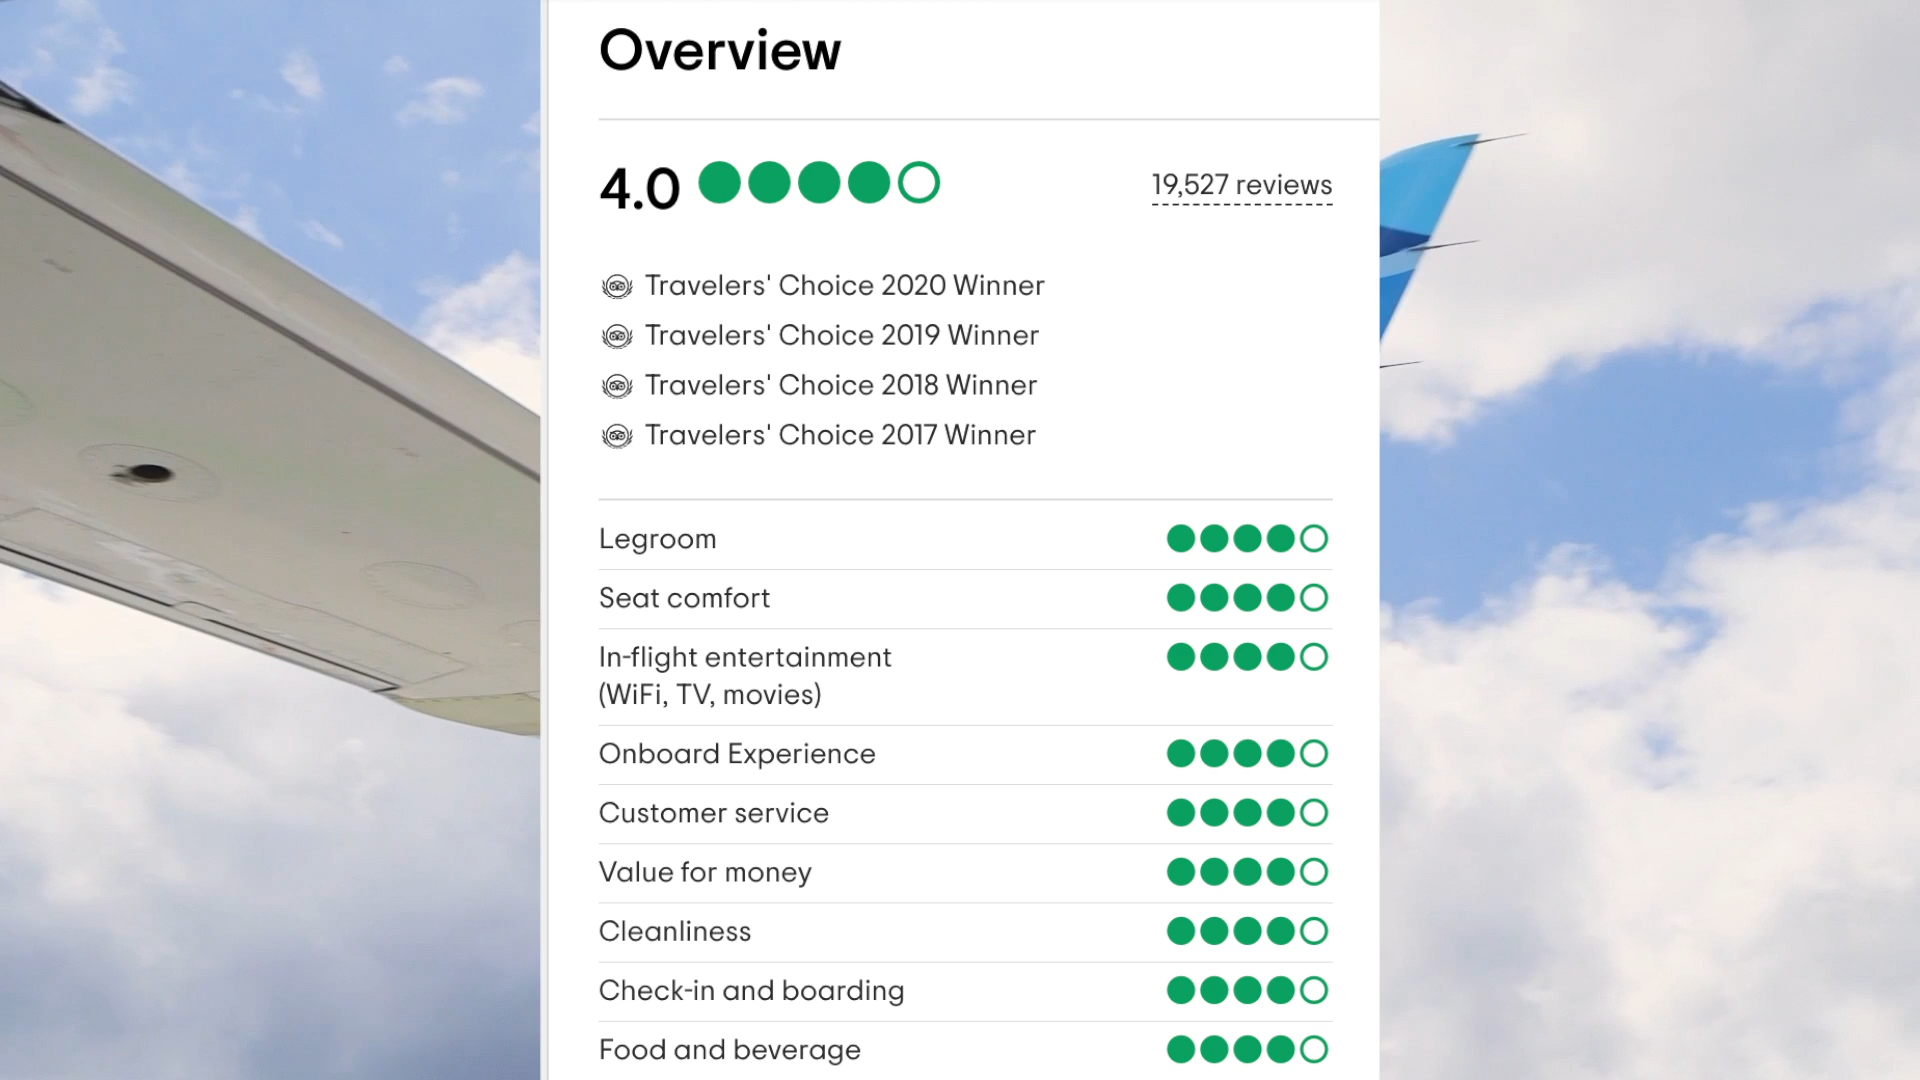 Overview
4.0
19,527 reviews
Travelers' Choice 2020 Winner
Travelers' Choice 2019 Winner
Travelers' Choice 2018 Winner
Travelers' Choice 2017 Winner
Legroom
Seat comfort
In-flight entertainment
(WiFi, TV, movies)
Onboard Experience
Customer service
Value for money
Cleanliness
Check-in and boarding
Food and beverage